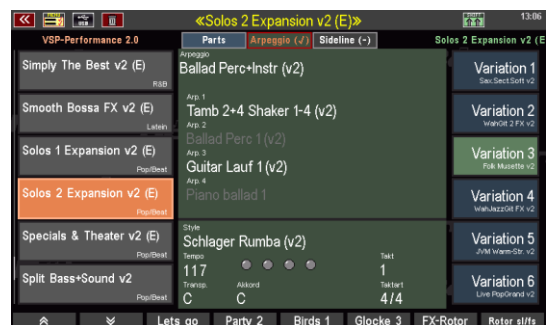 «Solos 2 Expansion v2 (E)»
13:06
VSP-Performance 2.0
Parts
Arpeggio (√)
Sideline (-)
Solos 2 Expansion v2 (E
Simply The Best v2 (E)
R&B
Smooth Bossa FX v2 (E)
Latein
Solos 1 Expansion v2 (E)
Pop/Beat
Solos 2 Expansion v2 (E)
Pop/Beat
Specials & Theater v2 (E)
Pop/Beat
Split Bass+Sound v2
Pop/Beat
Arpeggio
Ballad Perc+Instr (v2)
Arp. 1
Tamb 2+4 Shaker 1-4 (v2)
Arp. 2
Ballad Perc 1 (v2)
Arp. 3
Guitar Lauf 1 (v2)
Arp. 4
Piano ballad 1
Style
Schlager Rumba (v2)
Tempo
Takt
117
1
Transp.
Akkord
Taktart
C
C
4/4
Variation 1
Sax.Sect.Soft v2
Variation 2
WahGit 2 FX v2
Variation 3
Folk Musette v2
Variation 4
WahJazzGit FX v2
Variation 5
JVM Warm-Str. v2
Variation 6
Live PopGrand v2
Lets go
Party 2
Birds 1
Glocke 3
FX-Rotor
Rotor sl/fs